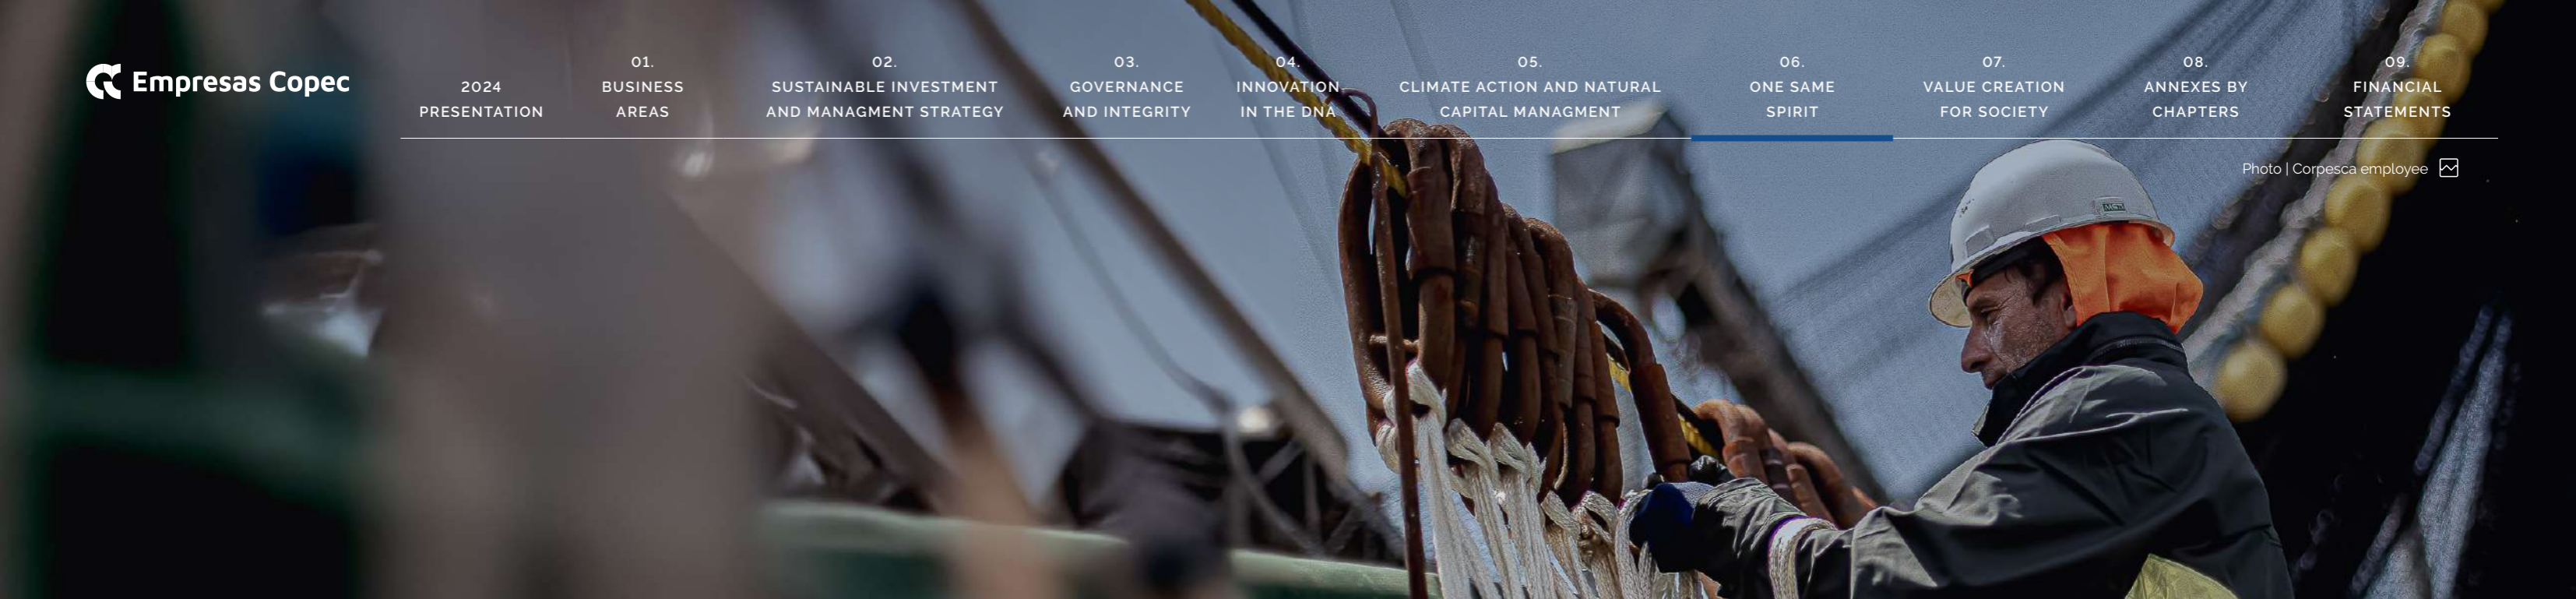 Empresas Copec
2024
PRESENTATION
01.
BUSINESS
AREAS
02.
SUSTAINABLE INVESTMENT
AND MANAGMENT STRATEGY
03.
GOVERNANCE
AND INTEGRITY
04.
INNOVATION
IN THE DNA
05.
CLIMATE ACTION AND NATURAL
CAPITAL MANAGMENT
06.
ONE SAME
SPIRIT
07.
VALUE CREATION
FOR SOCIETY
08.
ANNEXES BY
CHAPTERS
09.
FINANCIAL
STATEMENTS
Photo | Corpesca employee